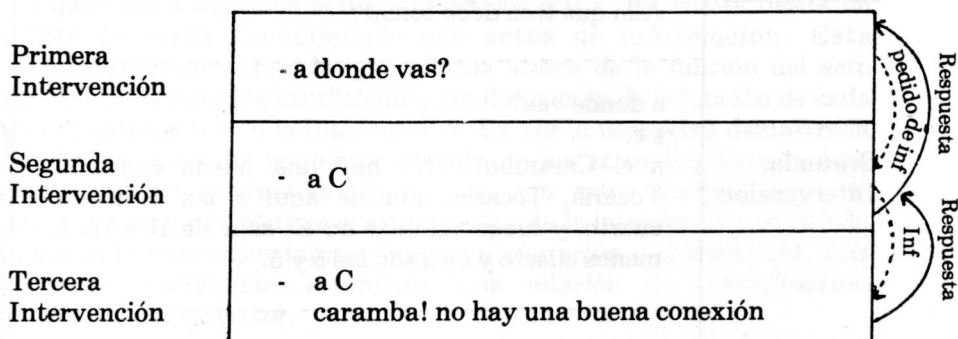 Primera
Intervención
- a donde vas?
Segunda
Intervención
- a C
Tercera
Intervención
- a C
- caramba! no hay una buena conexión
pedido de inf
Respuesta
Inf
Respuesta